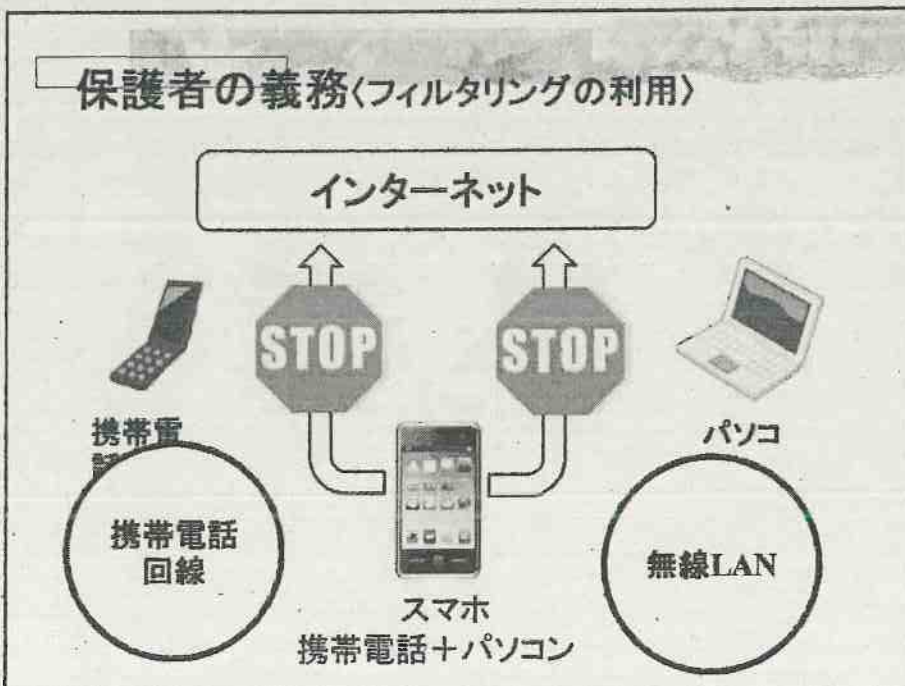 保護者の義務〈フィルタリングの利用〉
インターネット
STOP
STOP
携帯電
話
パソコ
携帯電話
回線
無線LAN
スマホ
携帯電話＋パソコン